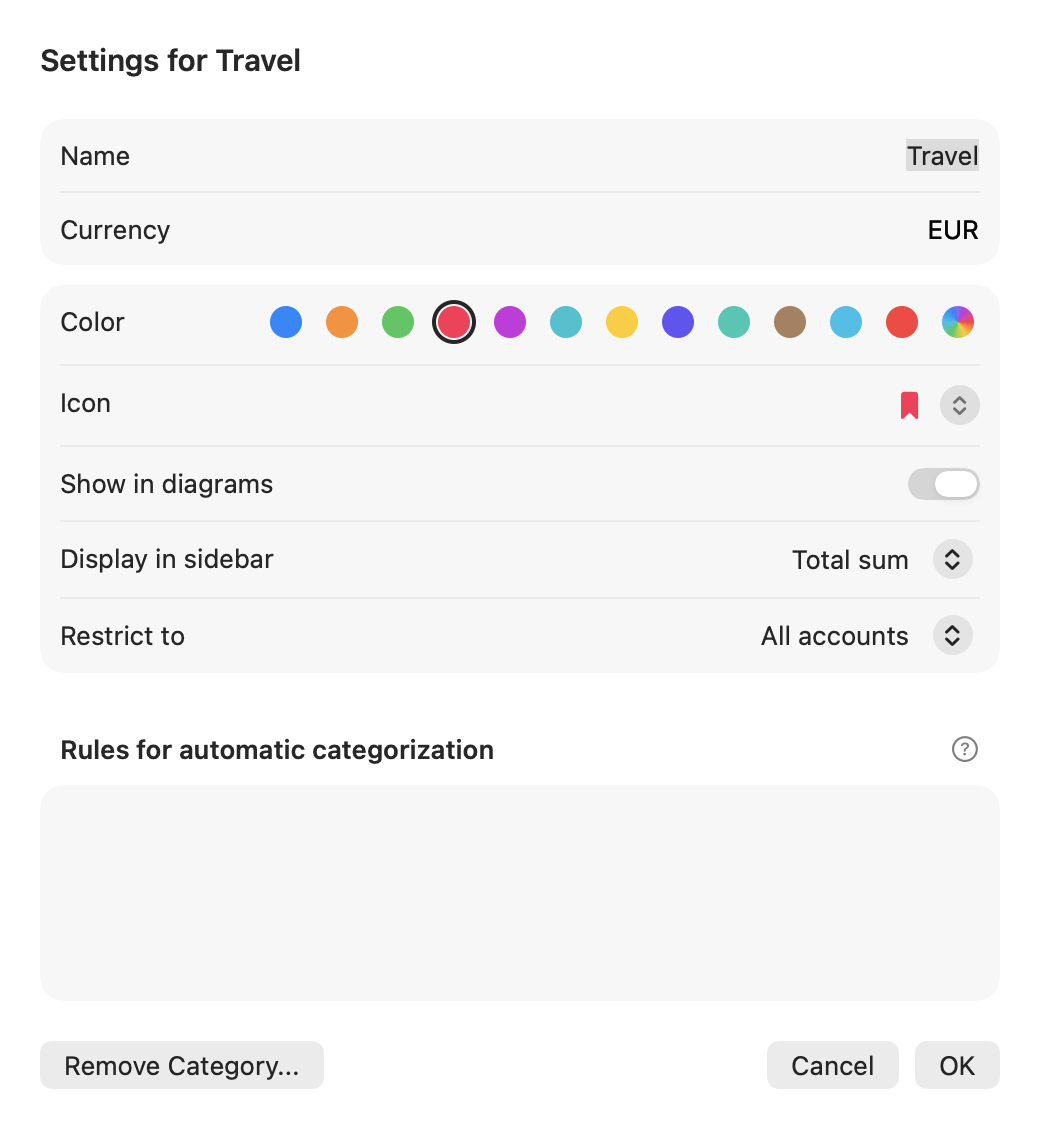 Settings for Travel
Name Travel
Currency EUR
Color
Icon
Show in diagrams
Display in sidebar Total sum
Restrict to All accounts
Rules for automatic categorization ?
Remove Category... Cancel OK